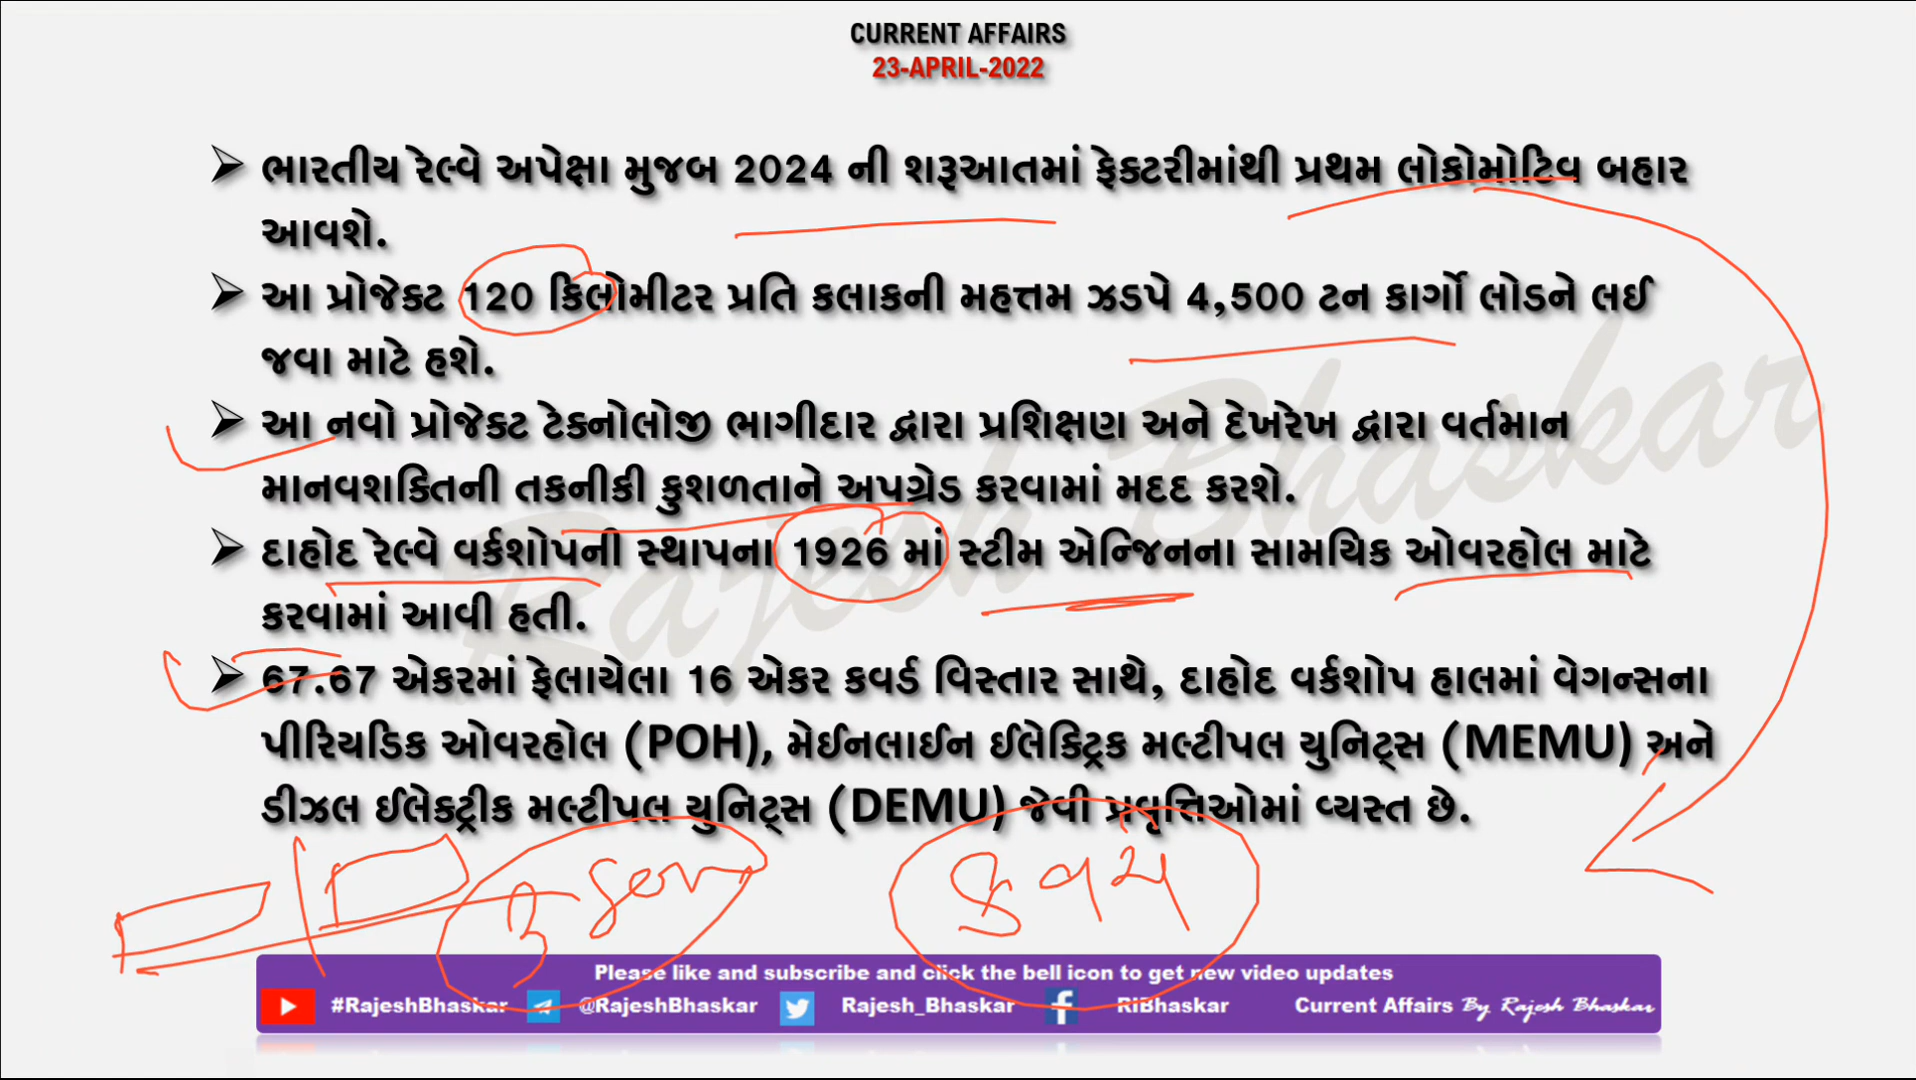 CURRENT AFFAIRS
23-APRIL-2022
ભારતીય રેલ્વે અપેક્ષા મુજબ 2024 ની શરૂઆતમાં ફેક્ટરીમાંથી પ્રથમ લોકોમોટિવ બહાર
આવશે.
આ પ્રોજેક્ટ 120 કિલોમીટર પ્રતિ કલાકની મહત્તમ ઝડપે 4,500 ટન કાર્ગો લોડને લઈ
જવા માટે હશે.
આ નવો પ્રોજેક્ટ ટેકનોલોજી ભાગીદાર દ્વારા પ્રશિક્ષણ અને દેખરેખ દ્વારા વર્તમાન
માનવશક્તિની તકનીકી કુશળતાને અપગ્રેડ કરવામાં મદદ કરશે.
દાહોદ રેલ્વે વર્કશોપની સ્થાપના 1926 માં સ્ટીમ એન્જિનના સામયિક ઓવરહોલ માટે
કરવામાં આવી હતી.
67.67 એકરમાં ફેલાયેલા 16 એકર કવર્ડ વિસ્તાર સાથે, દાહોદ વર્કશોપ હાલમાં વેગન્સના
પીરિયડિક ઓવરહોલ (POH), મેઈનલાઈન ઈલેક્ટ્રિક મલ્ટીપલ યુનિટ્સ (MEMU) અને
ડીઝલ ઈલેક્ટ્રીક મલ્ટીપલ યુનિટ્સ (DEMU) જેવી પ્રવૃત્તિઓમાં વ્યસ્ત છે.
Rajesh Bhaskar
Please like and subscribe and click the bell icon to get new video updates
#RajeshBhaskar @RajeshBhaskar Rajesh_Bhaskar RIBhaskar Current Affairs By Rajesh Bhaskar